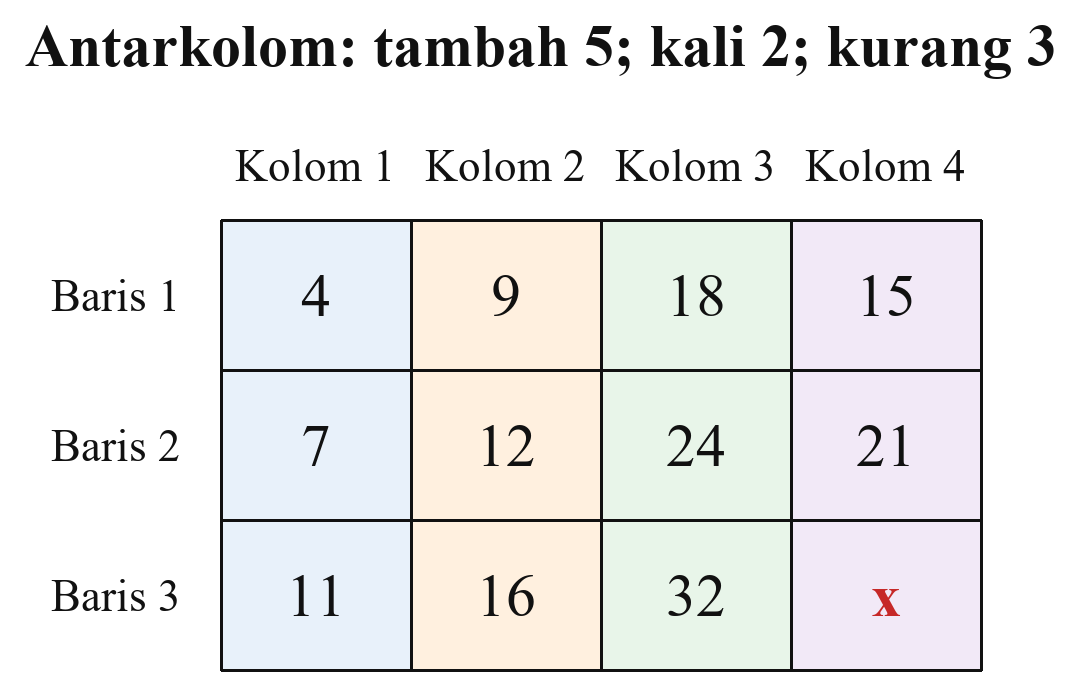 Antarkolom: tambah 5; kali 2; kurang 3
Kolom 1 Kolom 2 Kolom 3 Kolom 4
Baris 1 4 9 18 15
Baris 2 7 12 24 21
Baris 3 11 16 32 x